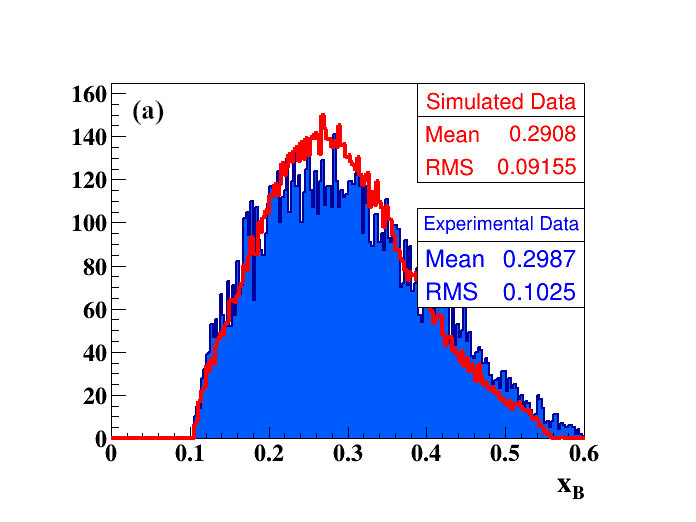 (a)
Simulated Data
Mean 0.2908
RMS 0.09155
Experimental Data
Mean 0.2987
RMS 0.1025
160
140
120
100
80
60
40
20
0
0 0.1 0.2 0.3 0.4 0.5 0.6
x_B